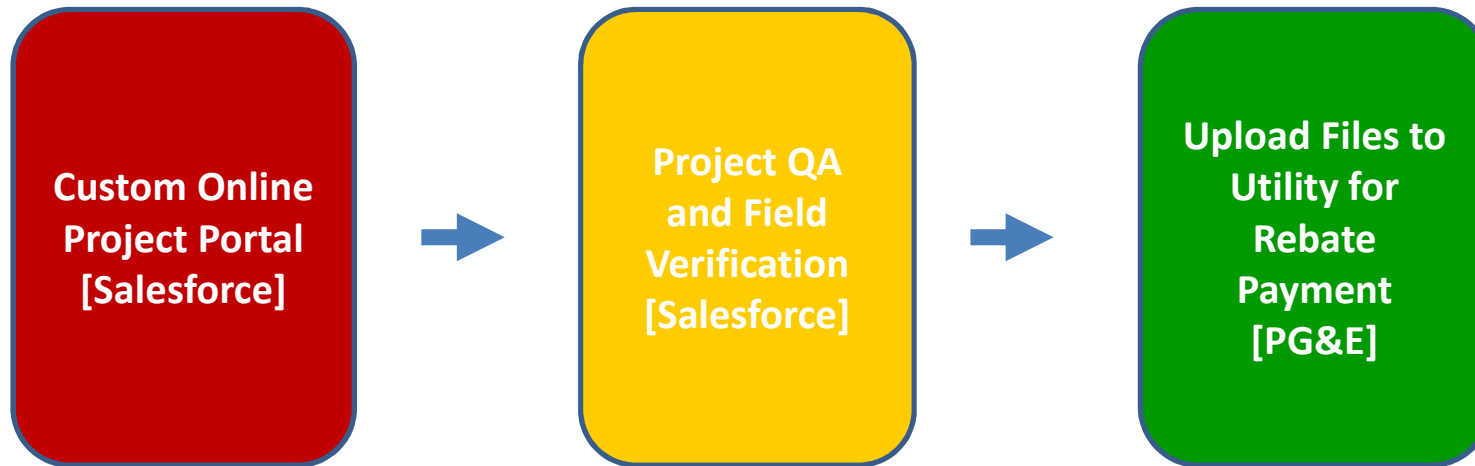 Custom Online
Project Portal
[Salesforce]
Project QA
and Field
Verification
[Salesforce]
Upload Files to
Utility for
Rebate
Payment
[PG&E]